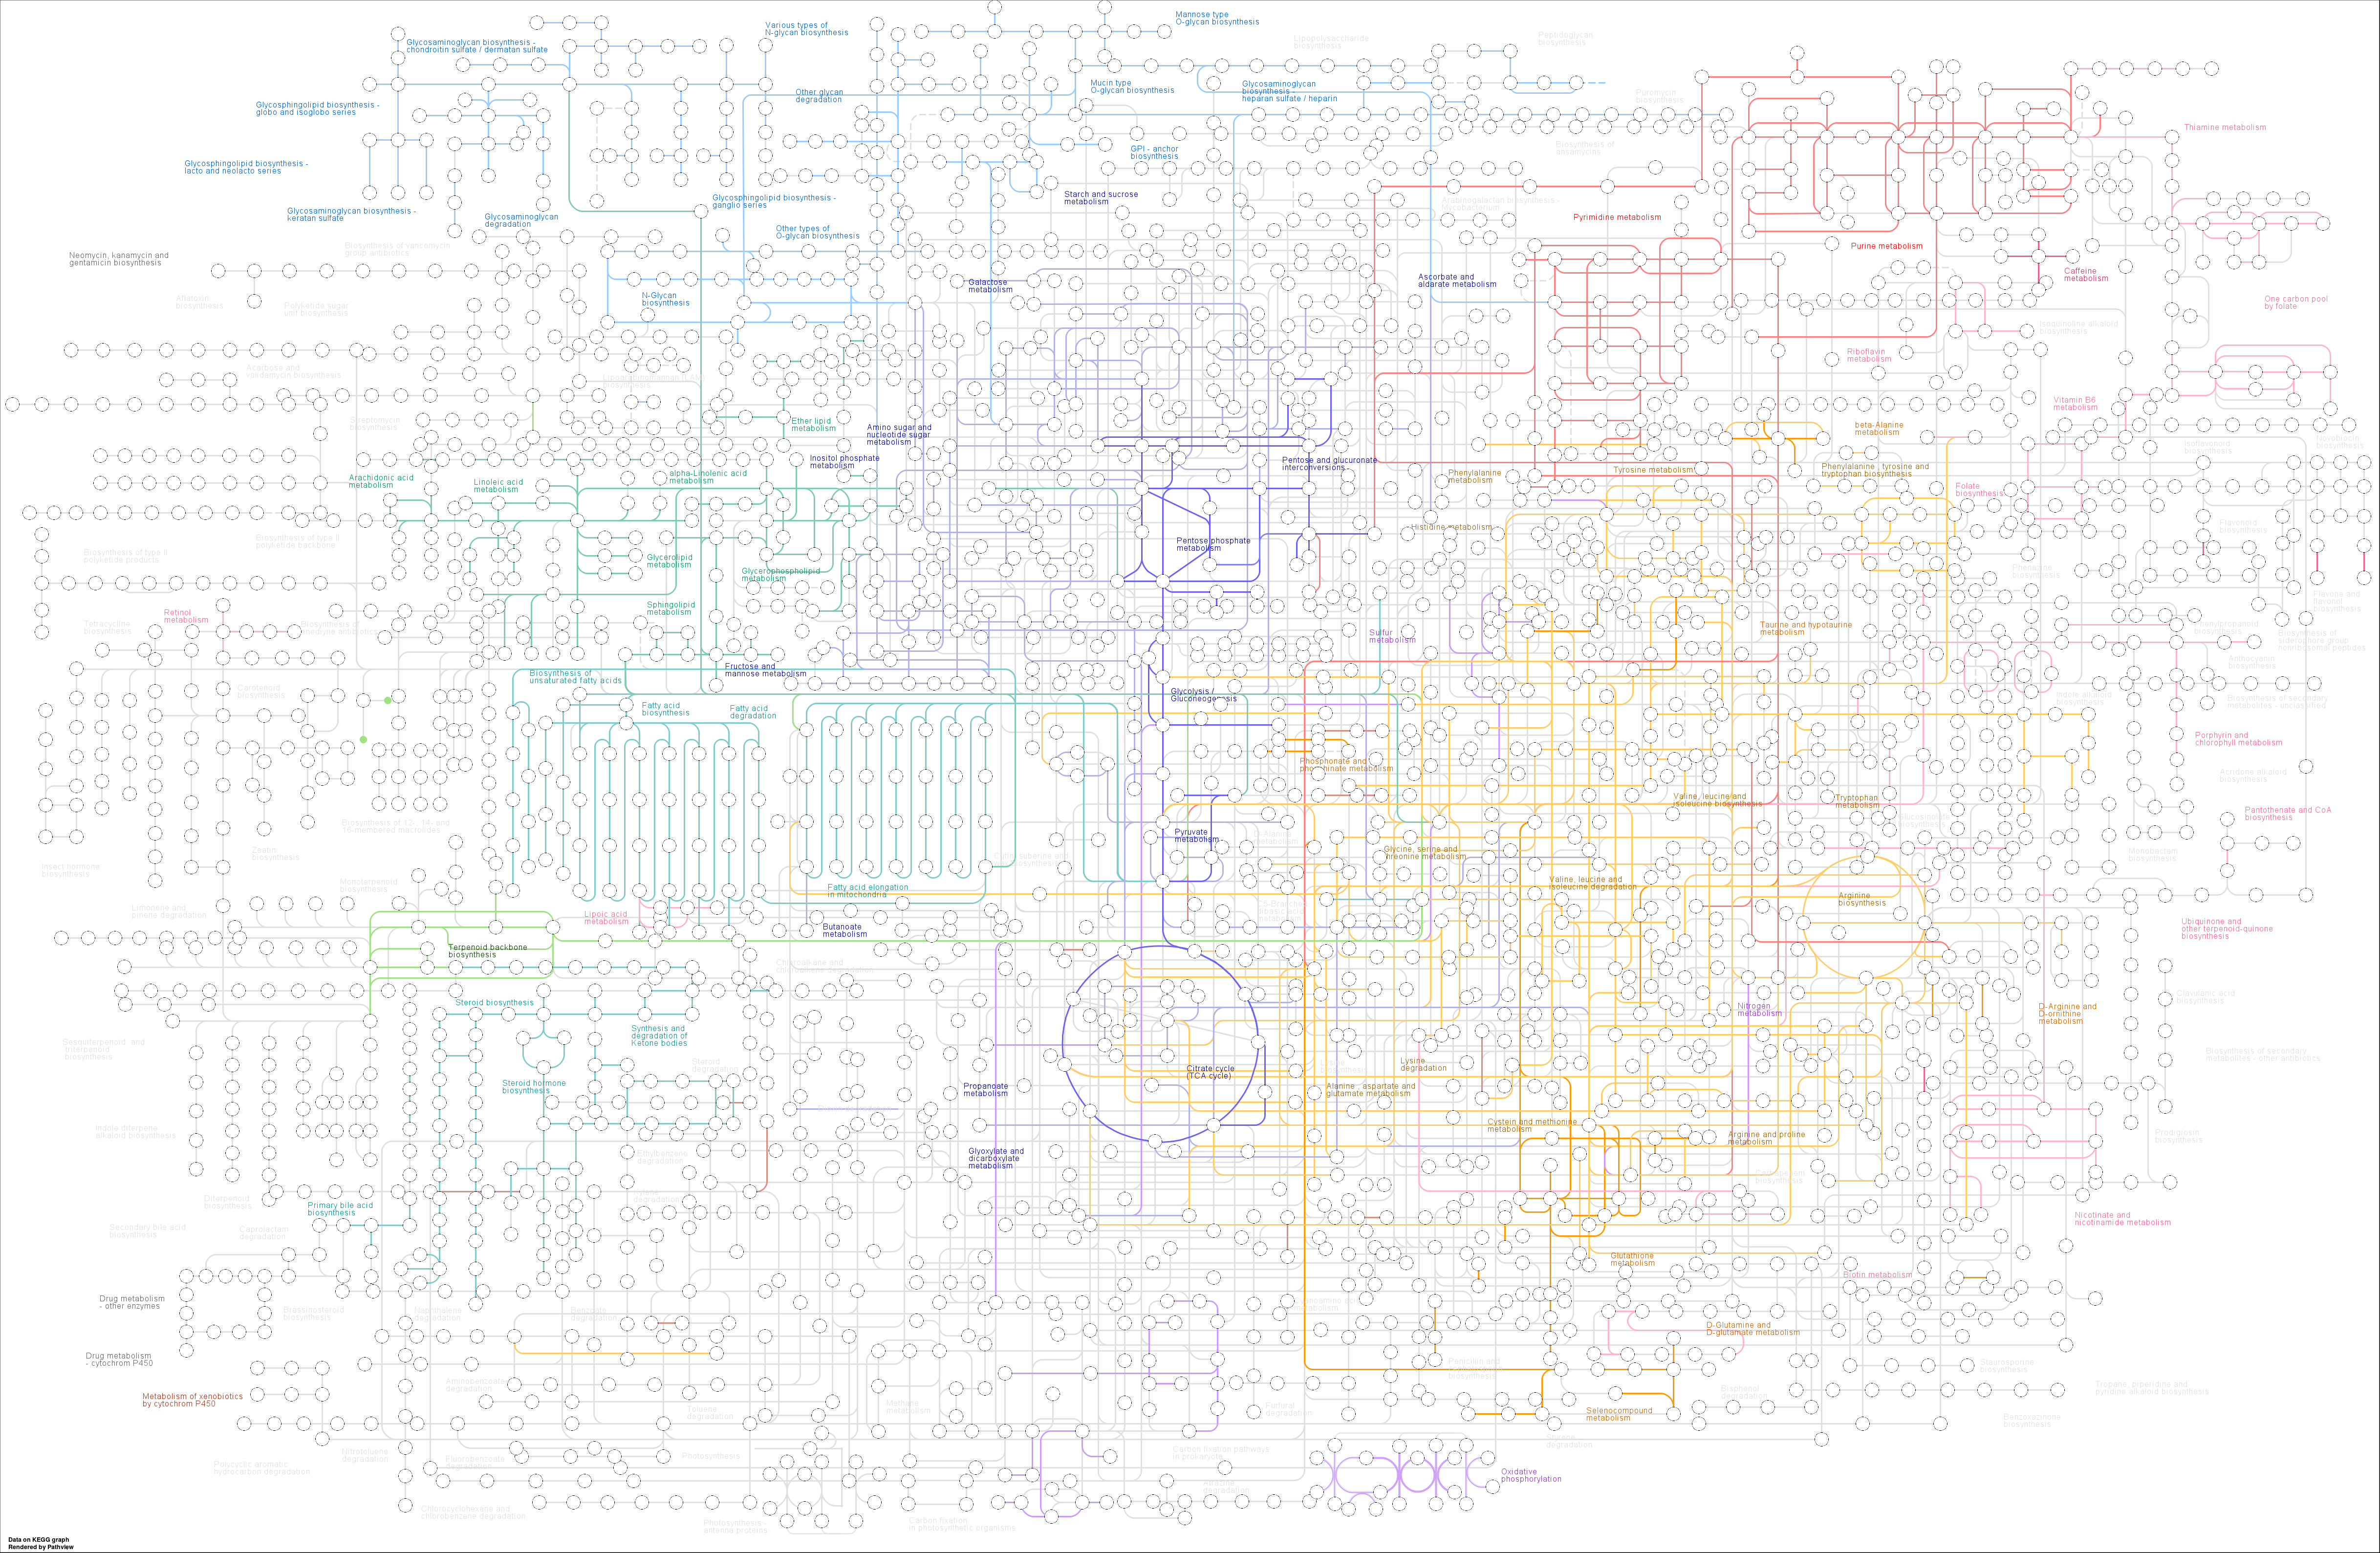 Mannose type
O-glycan biosynthesis
Various types of
N-glycan biosynthesis
Lipopolysaccharide
biosynthesis
Peptidoglycan
biosynthesis
Glycosaminoglycan biosynthesis -
chondroitin sulfate / dermatan sulfate
Mucin type
O-glycan biosynthesis
Glycosaminoglycan
biosynthesis -
heparan sulfate / heparin
Other glycan
degradation
Puromycin
biosynthesis
Glycosphingolipid biosynthesis -
globo and isoglobo series
Thiamine metabolism
GPI - anchor
biosynthesis
Biosynthesis of
ansamycins
Glycosphingolipid biosynthesis -
lacto and neolacto series
Starch and sucrose
metabolism
Glycosphingolipid biosynthesis -
ganglio series
Arabinogalactan biosynthesis -
Mycobacterium
Glycosaminoglycan biosynthesis -
keratan sulfate
Glycosaminoglycan
degradation
Pyrimidine metabolism
Other types of
O-glycan biosynthesis
Purine metabolism
Biosynthesis of vancomycin
group antibiotics
Neomycin, kanamycin and
gentamicin biosynthesis
Caffeine
metabolism
Ascorbate and
aldarate metabolism
Galactose
metabolism
N-Glycan
biosynthesis
Aflatoxin
biosynthesis
Polyketide sugar
unit biosynthesis
One carbon pool
by folate
Isoquinoline alkaloid
biosynthesis
Riboflavin
metabolism
Acarbose and
validamycin biosynthesis
Vitamin B6
metabolism
Streptomycin
biosynthesis
Ether lipid
metabolism
Amino sugar and
nucleotide sugar
metabolism
beta-Alanine
metabolism
Novobiocin
biosynthesis
Isoflavonoid
biosynthesis
Inositol phosphate
metabolism
Pentose and glucuronate
interconversions
Phenylalanine
metabolism
Tyrosine metabolism
Phenylalanine , tyrosine and
tryptophan biosynthesis
Arachidonic acid
metabolism
Linoleic acid
metabolism
alpha-Linolenic acid
metabolism
Folate
biosynthesis
Histidine metabolism
Flavonoid
biosynthesis
Biosynthesis of type II
polyketide backbone
Biosynthesis of type II
polyketide products
Pentose phosphate
metabolism
Glycerolipid
metabolism
Glycerophospholipid
metabolism
Phenazine
biosynthesis
Flavone and
flavonol
biosynthesis
Sphingolipid
metabolism
Retinol
metabolism
Tetracycline
biosynthesis
Biosynthesis of
enediyne antibiotics
Taurine and hypotaurine
metabolism
Sulfur
metabolism
Phenylpropanoid
biosynthesis
Biosynthesis of
siderophore group
nonribosomal peptides
Anthocyanin
biosynthesis
Fructose and
mannose metabolism
Biosynthesis of
unsaturated fatty acids
Carotenoid
biosynthesis
Glycolysis /
Gluconeogenesis
Indole alkaloid
biosynthesis
Biosynthesis of secondary
metabolites - unclassified
Fatty acid
biosynthesis
Fatty acid
degradation
Porphyrin and
chlorophyll metabolism
Phosphonate and
phosphinate metabolism
Acridone alkaloid
biosynthesis
Valine, leucine and
isoleucine biosynthesis
Tryptophan
metabolism
Pantothenate and CoA
biosynthesis
Biosynthesis of 12-, 14- and
16-membered macrolides
Glucosinolate
biosynthesis
Pyruvate
metabolism
Zeatin
biosynthesis
Glycine, serine and
threonine metabolism
Monobactam
biosynthesis
Insect hormone
biosynthesis
Monoterpenoid
biosynthesis
Fatty acid elongation
in mitochondria
Valine, leucine and
isoleucine degradation
Arginine
biosynthesis
Limonene and
pinene degradation
Lipoic acid
metabolism
Butanoate
metabolism
Ubiquinone and
other terpenoid-quinone
biosynthesis
Terpenoid backbone
biosynthesis
Chloroalkane and
chloroalkene degradation
Clavulanic acid
biosynthesis
Steroid biosynthesis
Nitrogen
metabolism
D-Arginine and
D-ornithine
metabolism
Synthesis and
degradation of
Ketone bodies
Sesquiterpenoid and
triterpenoid
biosynthesis
Steroid
degradation
Biosynthesis of secondary
metabolites - other antibiotics
Lysine
degradation
Citrate cycle
(TCA cycle)
Steroid hormone
biosynthesis
Propanoate
metabolism
Alanine , aspartate and
glutamate metabolism
Cystein and methionine
metabolism
Indole diterpene
alkaloid biosynthesis
Arginine and proline
metabolism
Prodigiosin
biosynthesis
Glyoxylate and
dicarboxylate
metabolism
Ethylbenzene
degradation
Carbapenem
biosynthesis
Diterpenoid
biosynthesis
Primary bile acid
biosynthesis
Nicotinate and
nicotinamide metabolism
Secondary bile acid
biosynthesis
Caprolactam
degradation
Glutathione
metabolism
Biotin metabolism
Drug metabolism
- other enzymes
Brassinosteroid
biosynthesis
Naphthalene
degradation
Benzoate
degradation
D-Glutamine and
D-glutamate metabolism
Drug metabolism
- cytochrom P450
Penicillin and
biosynthesis
Staurosporine
biosynthesis
Aminobenzoate
degradation
Bisphenol
degradation
Tropane, piperidine and
pyridine alkaloid biosynthesis
Metabolism of xenobiotics
by cytochrom P450
Toluene
degradation
Methane
metabolism
Furfural
degradation
Selenocompound
metabolism
Benzoxazinoid
biosynthesis
Styrene
degradation
Nitrotoluene
degradation
Photosynthesis
Carbon fixation pathways
in prokaryotes
Polycyclic aromatic
hydrocarbon degradation
Fluorobenzoate
degradation
Oxidative
phosphorylation
Chlorocyclohexane and
chlorobenzene degradation
Photosynthesis -
antenna proteins
Carbon fixation
in photosynthetic organisms
Data on KEGG graph
Rendered by Pathview